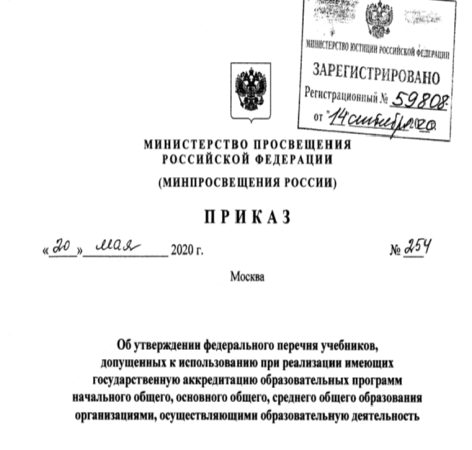 МИНИСТЕРСТВО ЮСТИЦИИ РОССИЙСКОЙ ФЕДЕРАЦИИ
ЗАРЕГИСТРИРОВАНО
Регистрационный № 59808
от "14 сентября 2020
МИНИСТЕРСТВО ПРОСВЕЩЕНИЯ
РОССИЙСКОЙ ФЕДЕРАЦИИ
(МИНПРОСВЕЩЕНИЯ РОССИИ)
ПРИКАЗ
« 20 » мая 2020 г.
№ 254
Москва
Об утверждении федерального перечня учебников,
допущенных к использованию при реализации имеющих
государственную аккредитацию образовательных программ
начального общего, основного общего, среднего общего образования
организациями, осуществляющими образовательную деятельность